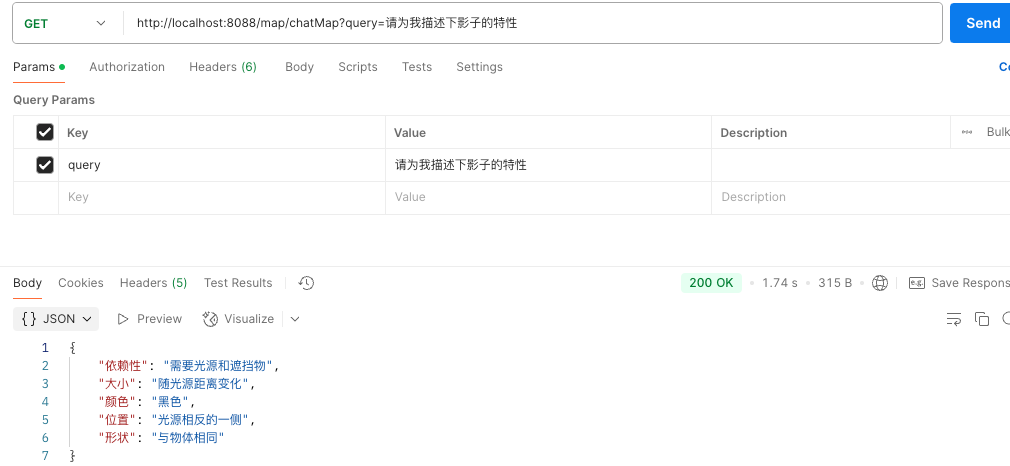 GET http://localhost:8088/map/chatMap?query=请为我描述下影子的特性 Send
Params Authorization Headers (6) Body Scripts Tests Settings
Query Params
Key Value Description Bulk
query 请为我描述下影子的特性
Key Value Description
Body Cookies Headers (5) Test Results 200 OK 1.74 s 315 B e.g. Save Respons
{} JSON Preview Visualize
1 {
2 "依赖性": "需要光源和遮挡物",
3 "大小": "随光源距离变化",
4 "颜色": "黑色",
5 "位置": "光源相反的一侧",
6 "形状": "与物体相同"
7 }